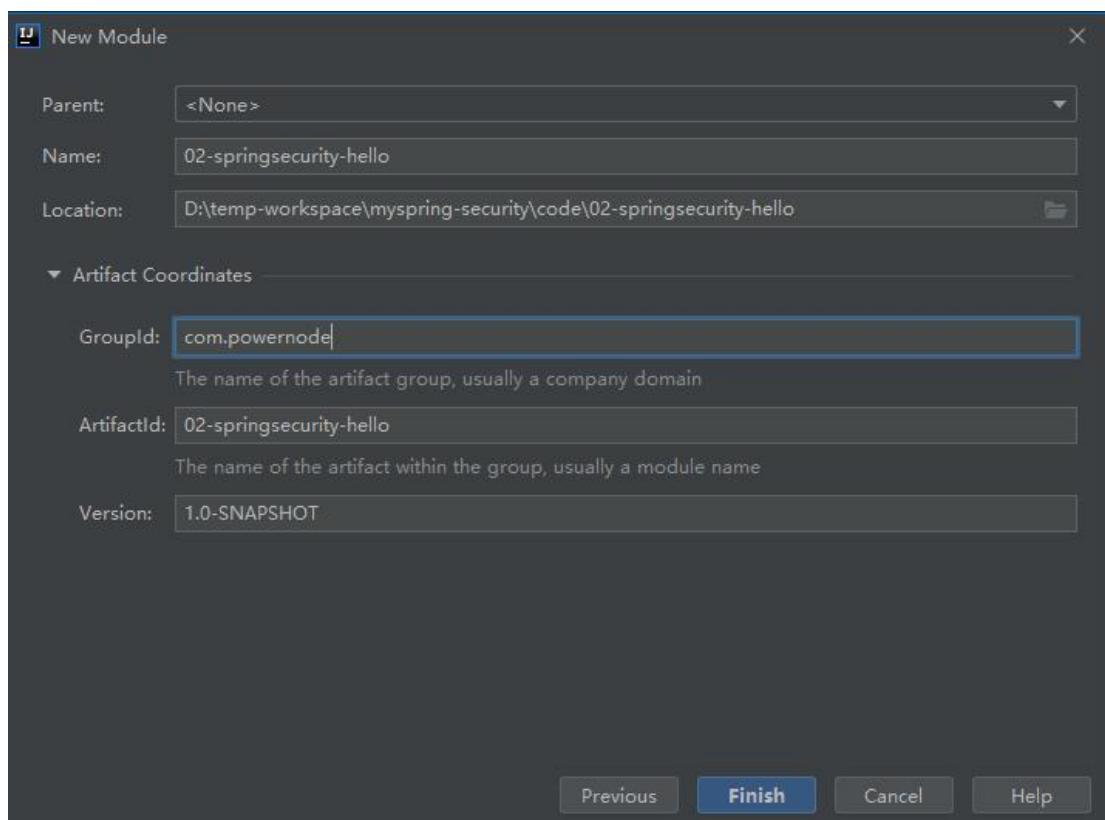 New Module
Parent: <None>
Name: 02-springsecurity-hello
Location: D:\temp-workspace\myspring-security\code\02-springsecurity-hello
Artifact Coordinates
GroupId: com.powernode
The name of the artifact group, usually a company domain
ArtifactId: 02-springsecurity-hello
The name of the artifact within the group, usually a module name
Version: 1.0-SNAPSHOT
Previous Finish Cancel Help